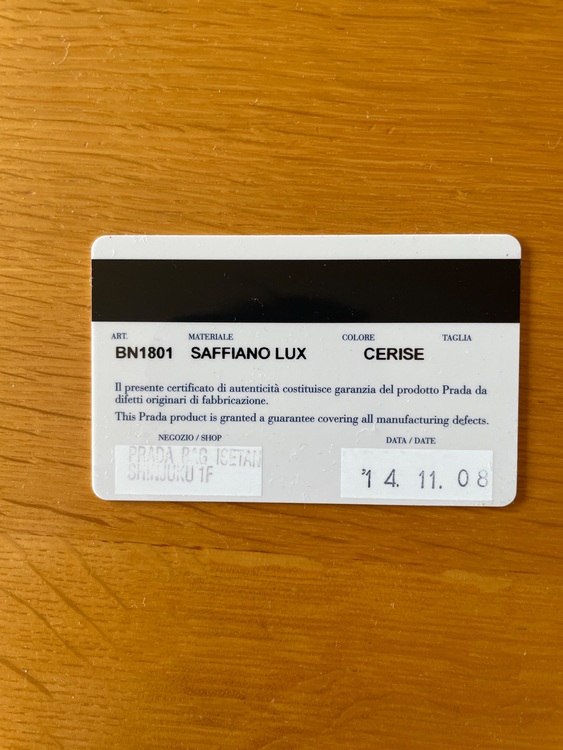 ART. MATERIALE COLORE TAGLIA
BN1801 SAFFIANO LUX CERISE
Il presente certificato di autenticità costituisce garanzia del prodotto Prada da
difetti originari di fabbricazione.
This Prada product is granted a guarantee covering all manufacturing defects.
NEGOZIO / SHOP DATA / DATE
PRADA BAG ISETAN
SHINJUKU 1F
'14. 11. 08